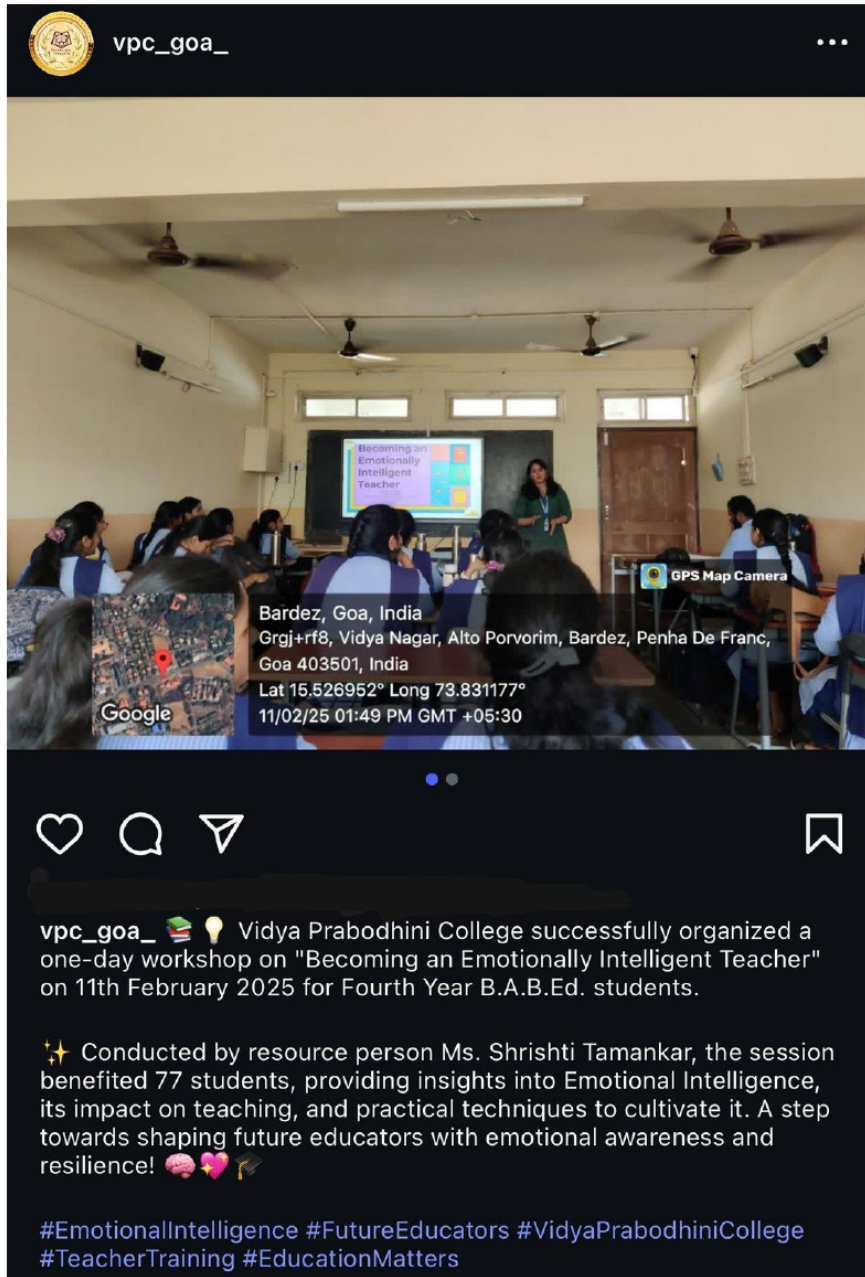 vpc_goa_
Becoming an
Emotionally
Intelligent
Teacher
GPS Map Camera
Bardez, Goa, India
Grgj+rf8, Vidya Nagar, Alto Porvorim, Bardez, Penha De Franc,
Goa 403501, India
Lat 15.526952° Long 73.831177°
11/02/25 01:49 PM GMT +05:30
Google
vpc_goa_ 📚 💡 Vidya Prabodhini College successfully organized a
one-day workshop on "Becoming an Emotionally Intelligent Teacher"
on 11th February 2025 for Fourth Year B.A.B.Ed. students.
✨ Conducted by resource person Ms. Shrishti Tamankar, the session
benefited 77 students, providing insights into Emotional Intelligence,
its impact on teaching, and practical techniques to cultivate it. A step
towards shaping future educators with emotional awareness and
resilience! 🧠💖🎓
#EmotionalIntelligence #FutureEducators #VidyaPrabodhiniCollege
#TeacherTraining #EducationMatters